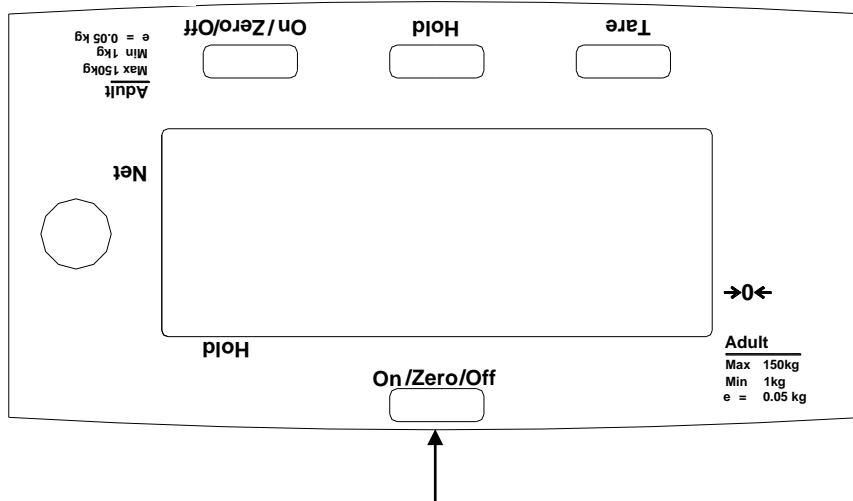 On/Zero/Off
Hold
Tare
Adult
Max 150kg
Min 1kg
e = 0.05 kg
Net
→0←
Hold
Adult
Max 150kg
Min 1kg
e = 0.05 kg
On/Zero/Off